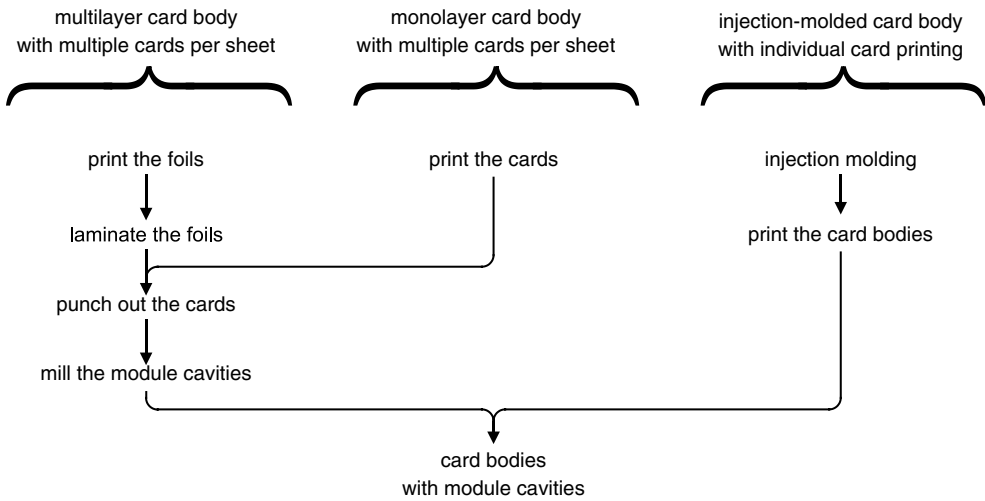 multilayer card body
with multiple cards per sheet
monolayer card body
with multiple cards per sheet
injection-molded card body
with individual card printing
print the foils
print the cards
injection molding
laminate the foils
print the card bodies
punch out the cards
mill the module cavities
card bodies
with module cavities